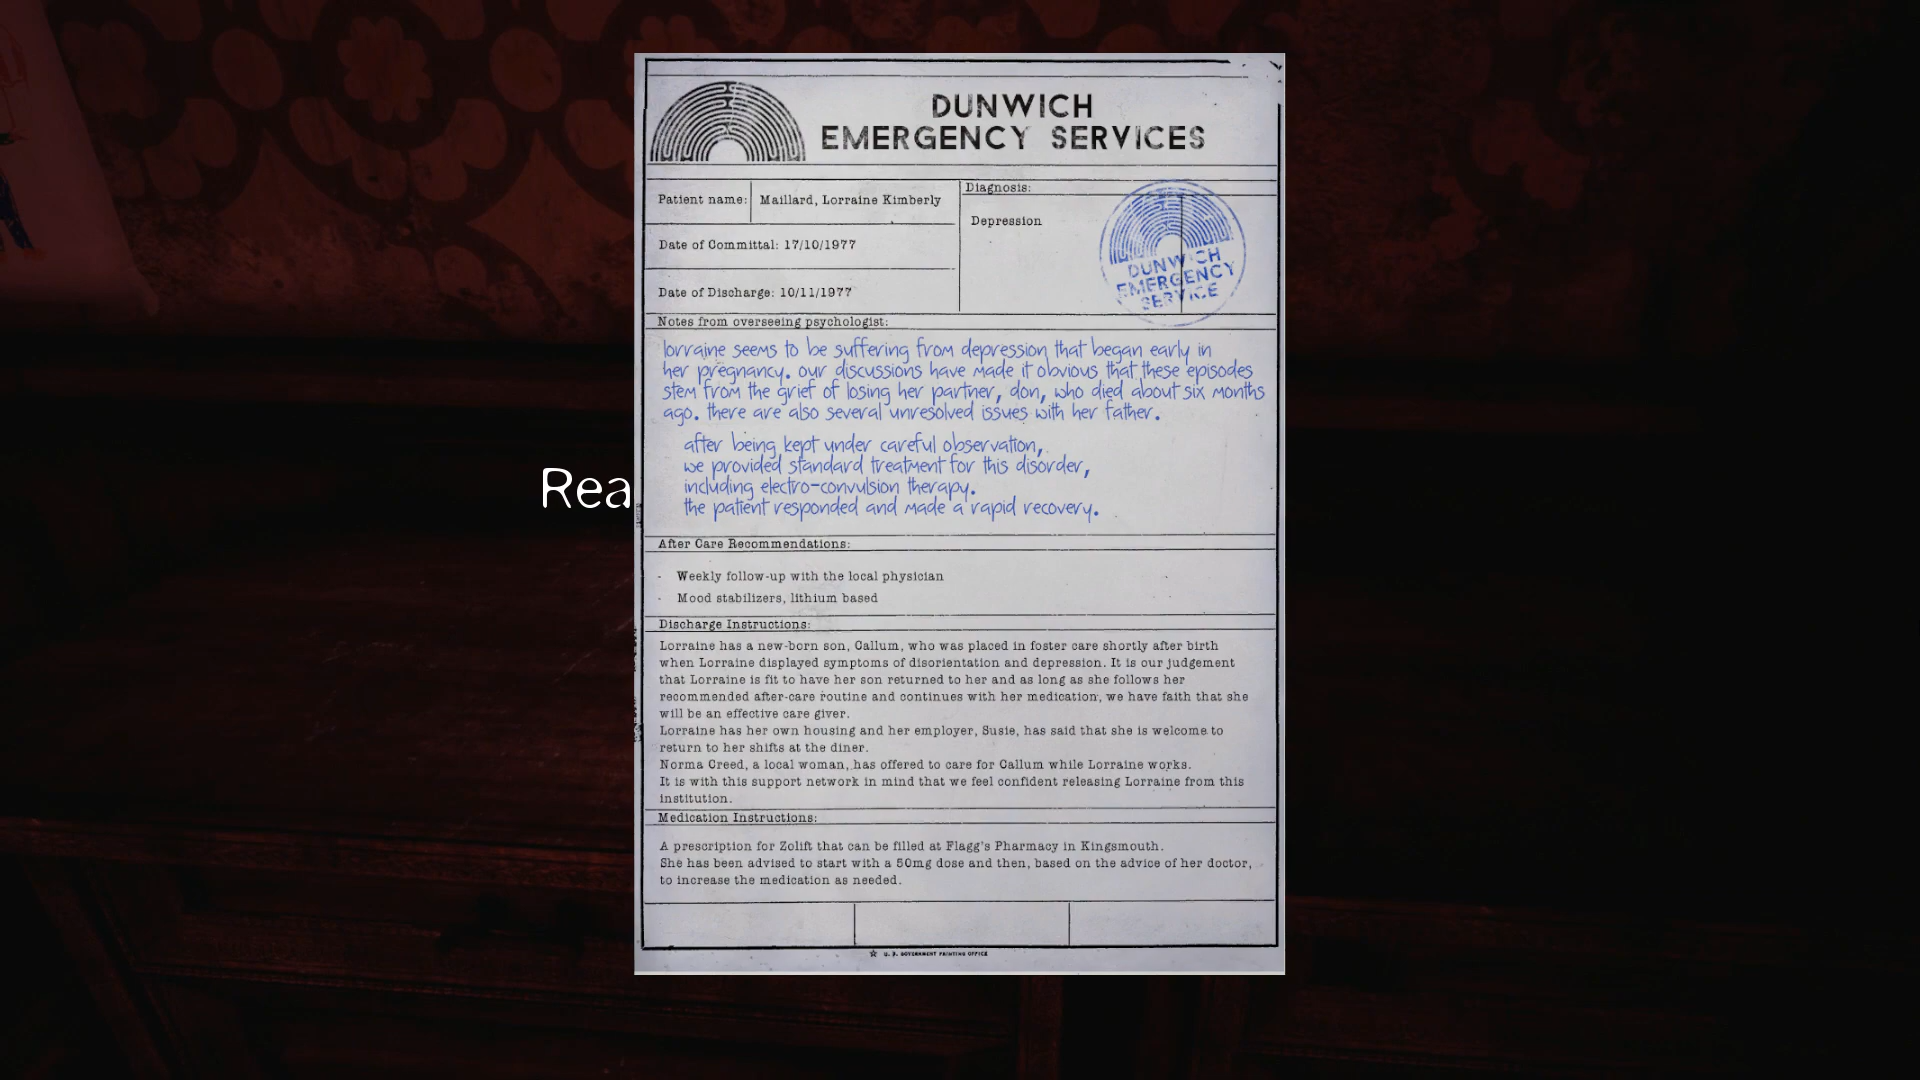 DUNWICH
EMERGENCY SERVICES
Patient name: Maillard, Lorraine Kimberly
Date of Committal: 17/10/1977
Date of Discharge: 10/11/1977
Diagnosis:
Depression
DUNWICH
EMERGENCY
SERVICE
Notes from overseeing psychologist:
lorraine seems to be suffering from depression that began early in
her pregnancy. our discussions have made it obvious that these episodes
stem from the grief of losing her partner, don, who died about six months
ago. there are also several unresolved issues with her father.
after being kept under careful observation,
we provided standard treatment for this disorder,
including electro-convulsion therapy.
the patient responded and made a rapid recovery.
Rea
After Care Recommendations:
- Weekly follow-up with the local physician
- Mood stabilizers, lithium based
Discharge Instructions:
Lorraine has a new-born son, Callum, who was placed in foster care shortly after birth
when Lorraine displayed symptoms of disorientation and depression. It is our judgement
that Lorraine is fit to have her son returned to her and as long as she follows her
recommended after-care routine and continues with her medication, we have faith that she
will be an effective care giver.
Lorraine has her own housing and her employer, Susie, has said that she is welcome to
return to her shifts at the diner.
Norma Creed, a local woman, has offered to care for Callum while Lorraine works.
It is with this support network in mind that we feel confident releasing Lorraine from this
institution.
Medication Instructions:
A prescription for Zolift that can be filled at Flagg's Pharmacy in Kingsmouth.
She has been advised to start with a 50mg dose and then, based on the advice of her doctor,
to increase the medication as needed.
U. S. GOVERNMENT PRINTING OFFICE